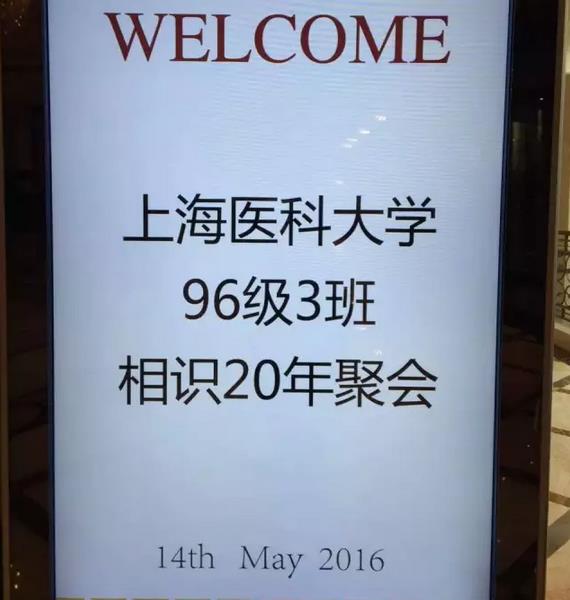 WELCOME
上海医科大学
96级3班
相识20年聚会
14th May 2016